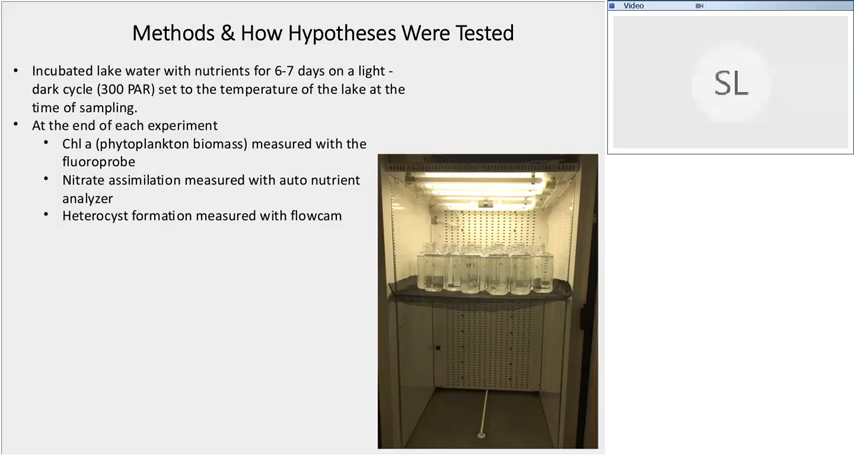 Methods & How Hypotheses Were Tested
• Incubated lake water with nutrients for 6-7 days on a light -
dark cycle (300 PAR) set to the temperature of the lake at the
time of sampling.
• At the end of each experiment
• Chl a (phytoplankton biomass) measured with the
fluoroprobe
• Nitrate assimilation measured with auto nutrient
analyzer
• Heterocyst formation measured with flowcam
Video
SL